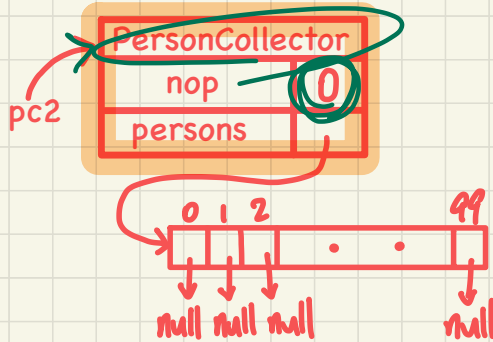 PersonCollector
nop 0
pc2
persons
0 1 2 99
null null null null